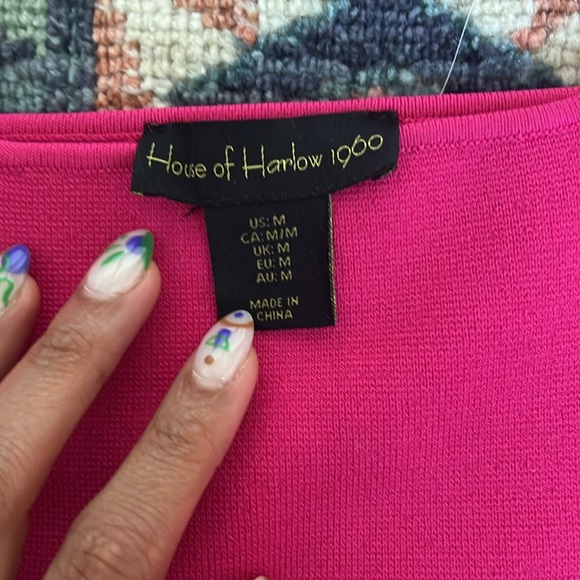 House of Harlow 1960
US: M
CA: M/M
UK: M
EU: M
AU: M
MADE IN
CHINA